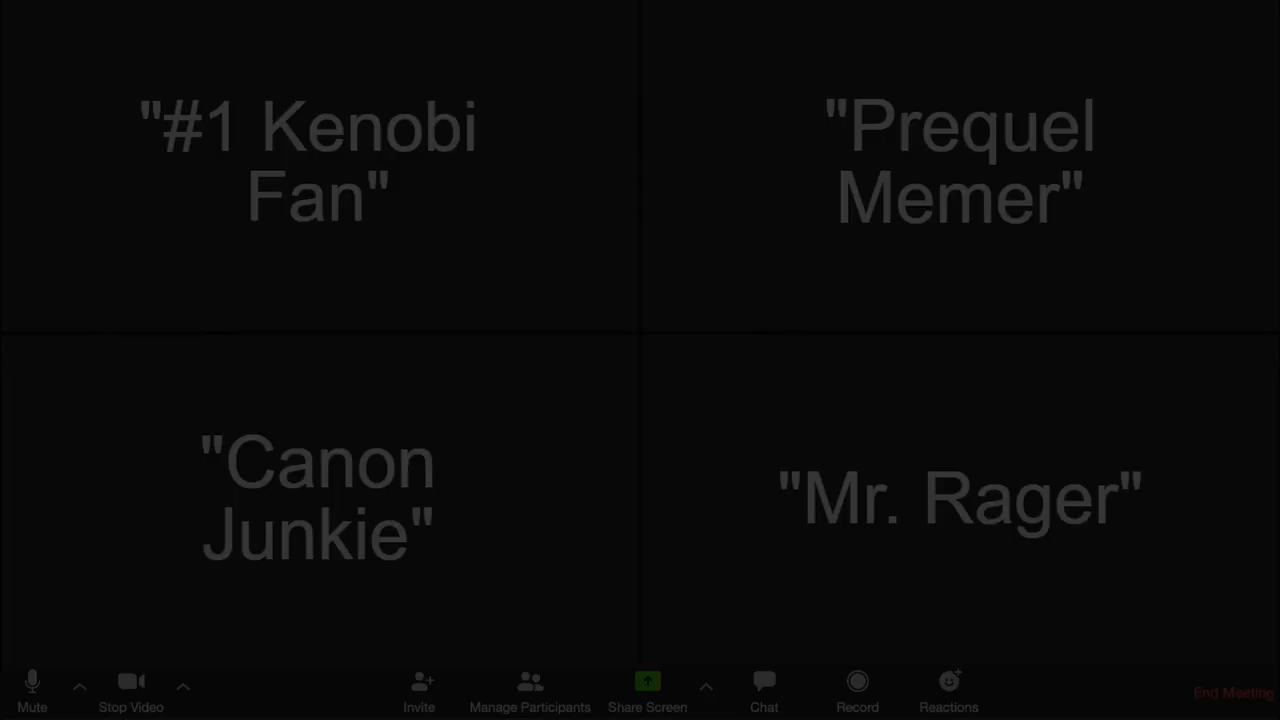 "#1 Kenobi
Fan"
"Prequel
Memer"
"Canon
Junkie"
"Mr. Rager"
Mute
Stop Video
Invite
Manage Participants
Share Screen
Chat
Record
Reactions
End Meeting